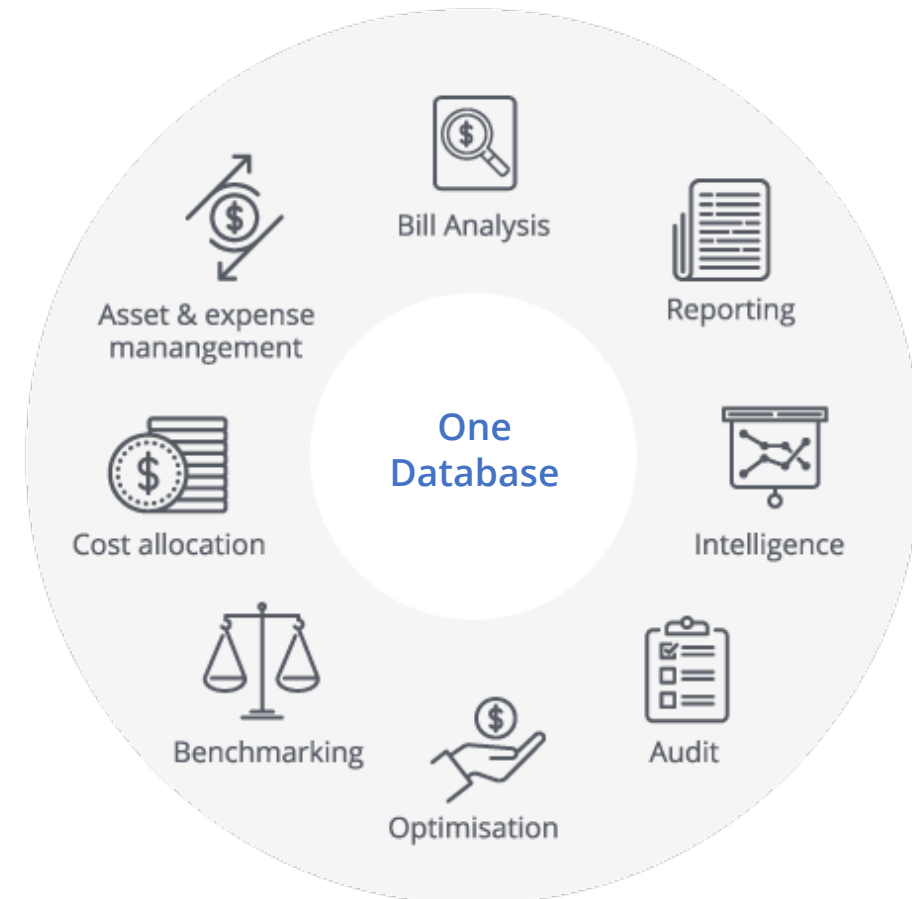 Bill Analysis
Reporting
Intelligence
Audit
Optimisation
Benchmarking
Cost allocation
Asset & expense
manangement
One
Database